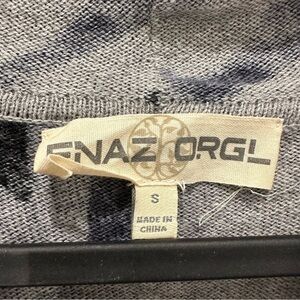 ENAZ ORGL
S
MADE IN
CHINA